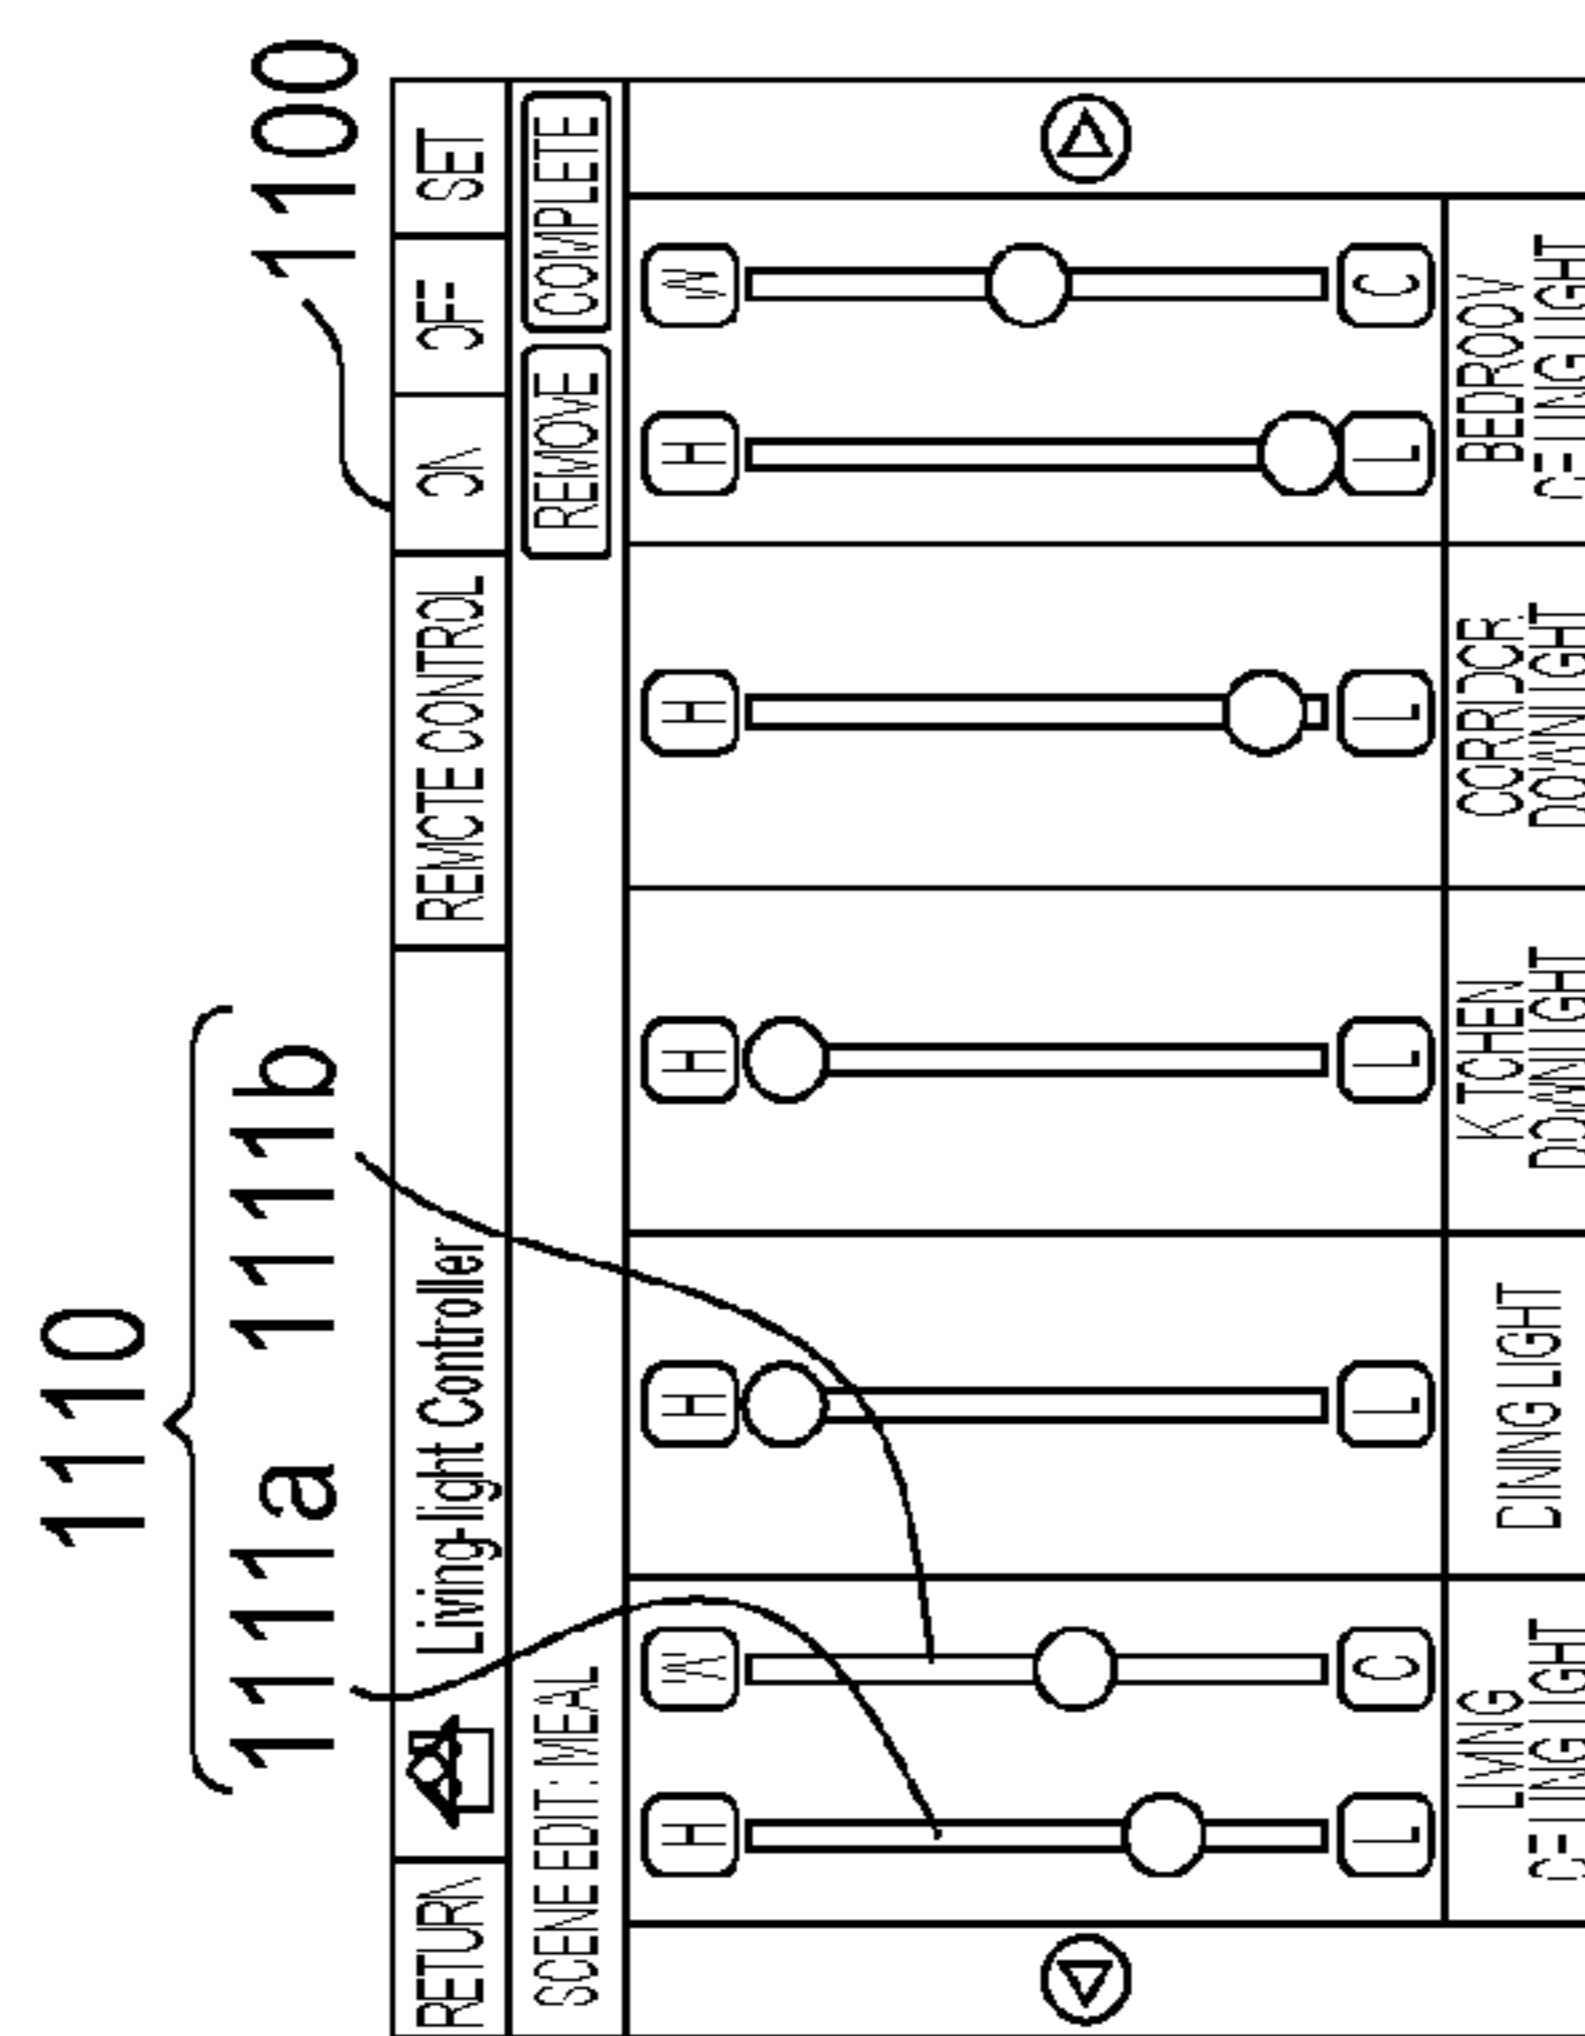 1110
1111a 1111b
1100
RETURN Living-light Controller REMOTE CONTROL ON OFF SET
SCENE EDIT: MEAL REMOVE COMPLETE
H W H H H H W
L C L L L L C
LIVING
CEILING LIGHT
DINING LIGHT
KITCHEN
DOWNLIGHT
CORRIDOR
DOWNLIGHT
BEDROOM
CEILING LIGHT